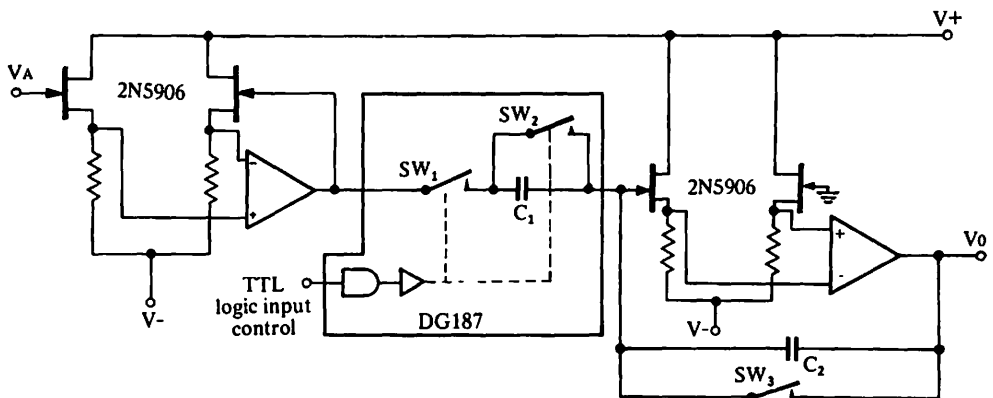 V+
VA
2N5906
SW2
SW1
C1
-
+
2N5906
+
-
V0
TTL
logic input
control
DG187
V-
V-
C2
SW3